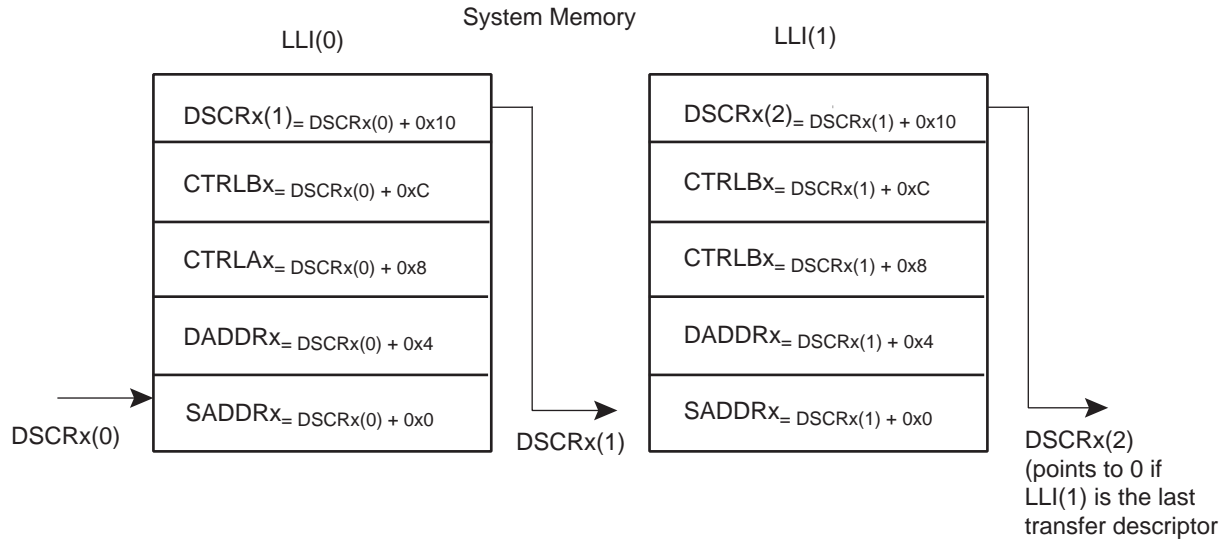 System Memory
LLI(0)
LLI(1)
DSCRx(1)= DSCRx(0) + 0x10
CTRLBx= DSCRx(0) + 0xC
CTRLAx= DSCRx(0) + 0x8
DADDRx= DSCRx(0) + 0x4
SADDRx= DSCRx(0) + 0x0
DSCRx(0)
DSCRx(1)
DSCRx(2)= DSCRx(1) + 0x10
CTRLBx= DSCRx(1) + 0xC
CTRLBx= DSCRx(1) + 0x8
DADDRx= DSCRx(1) + 0x4
SADDRx= DSCRx(1) + 0x0
DSCRx(2)
(points to 0 if
LLI(1) is the last
transfer descriptor